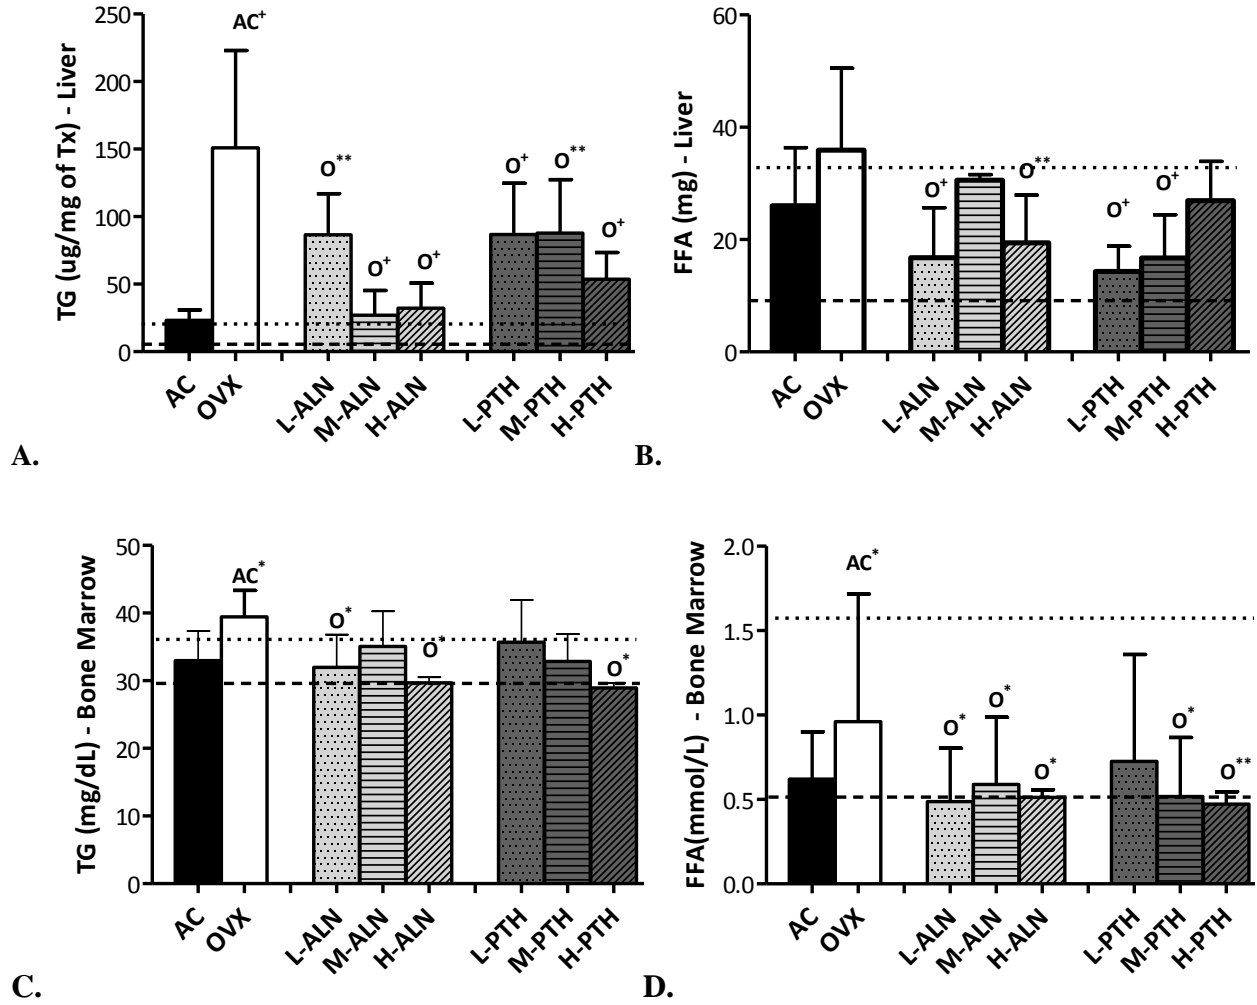 TG (ug/mg of Tx) - Liver
250
200
150
100
50
0
AC+
O**
O+
O+
O+
O**
O+
AC
OVX
L-ALN
M-ALN
H-ALN
L-PTH
M-PTH
H-PTH
A.
FFA (mg) - Liver
60
40
20
0
O+
O**
O+
O+
AC
OVX
L-ALN
M-ALN
H-ALN
L-PTH
M-PTH
H-PTH
B.
TG (mg/dL) - Bone Marrow
50
40
30
20
10
0
AC*
O*
O*
O*
AC
OVX
L-ALN
M-ALN
H-ALN
L-PTH
M-PTH
H-PTH
C.
FFA(mmol/L) - Bone Marrow
2.0
1.5
1.0
0.5
0.0
AC*
O*
O*
O*
O*
O**
AC
OVX
L-ALN
M-ALN
H-ALN
L-PTH
M-PTH
H-PTH
D.